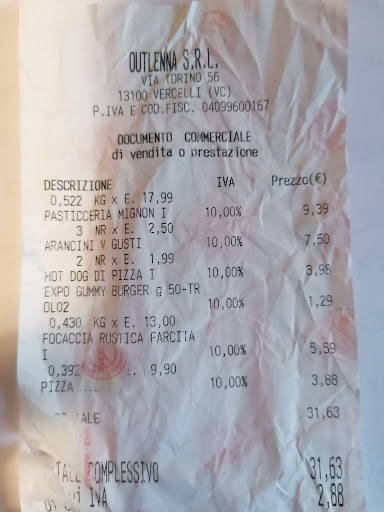 OUTLENNA S.R.L.
VIA TORINO 56
13100 VERCELLI (VC)
P.IVA E COD.FISC. 04099600167
DOCUMENTO COMMERCIALE
di vendita o prestazione
DESCRIZIONE IVA Prezzo(€)
0,522 KG x E. 17,99
PASTICCERIA MIGNON I 10,00% 9,39
3 NR x E. 2,50
ARANCINI V GUSTI 10,00% 7,50
2 NR x E. 1,99
HOT DOG DI PIZZA I 10,00% 3,98
EXPO GUMMY BURGER g 50-TR
OLO2 10,00% 1,29
0,430 KG x E. 13,00
FOCACCIA RUSTICA FARCITA
I 10,00% 5,59
0,392 E. 9,90
PIZZA .... 10,00% 3,88
31,63
COMPLESSIVO 31,63
IVA 2,88